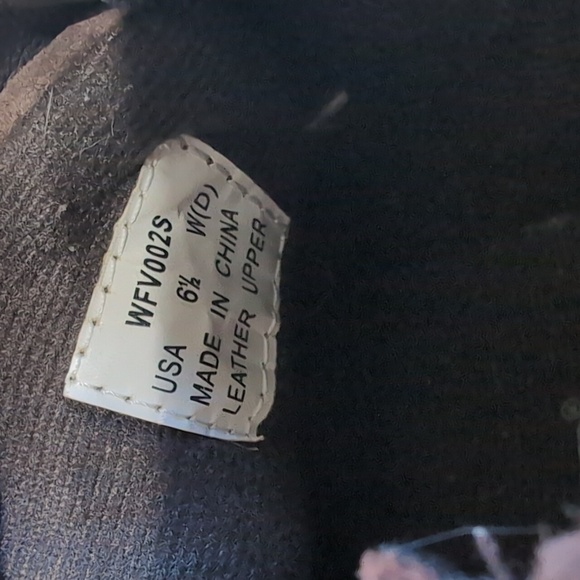 WFV002S
USA 6½ W(D)
MADE IN CHINA
LEATHER UPPER